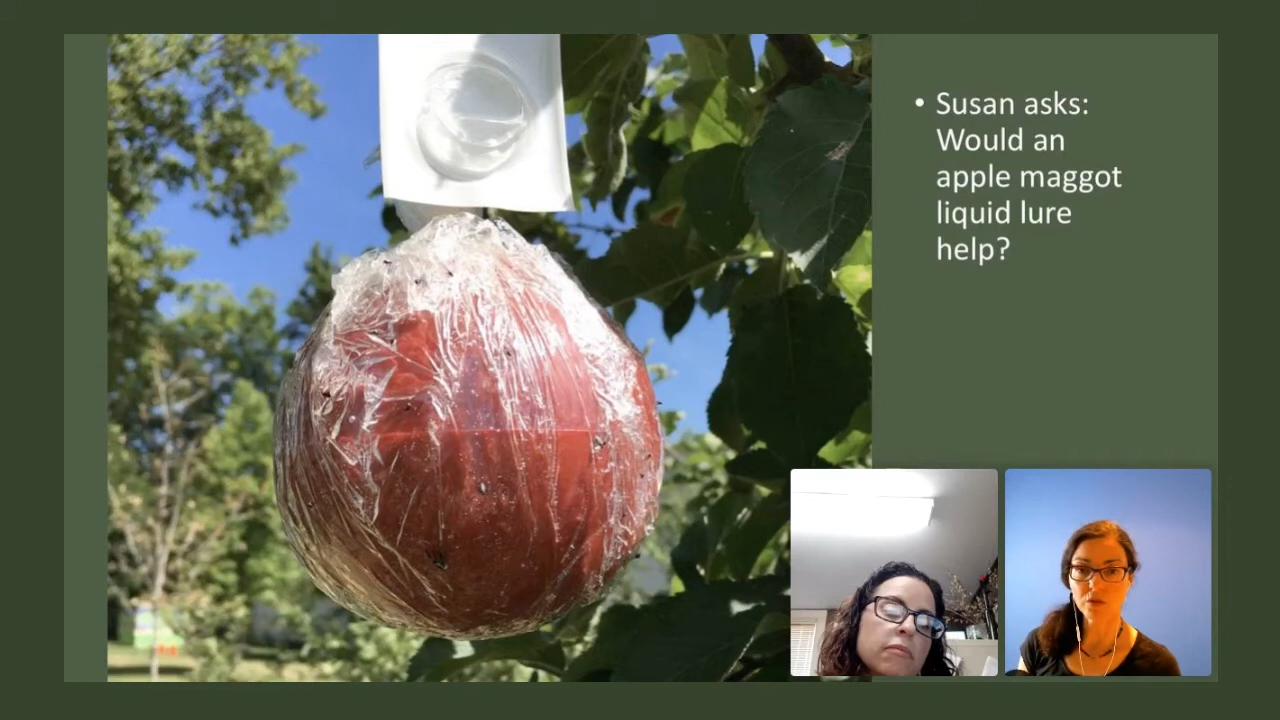 • Susan asks:
Would an
apple maggot
liquid lure
help?